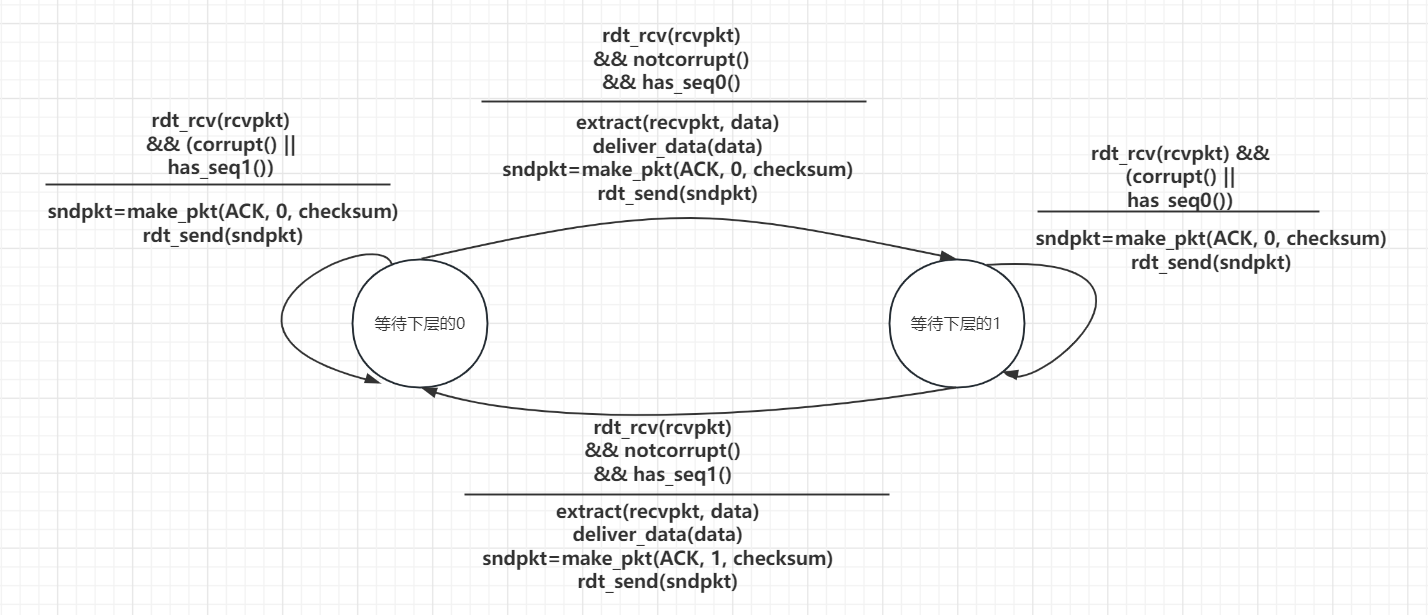 rdt_rcv(rcvpkt)
&& notcorrupt()
&& has_seq0()
extract(recvpkt, data)
deliver_data(data)
sndpkt=make_pkt(ACK, 0, checksum)
rdt_send(sndpkt)
rdt_rcv(rcvpkt)
&& (corrupt() ||
has_seq1())
sndpkt=make_pkt(ACK, 0, checksum)
rdt_send(sndpkt)
rdt_rcv(rcvpkt) &&
(corrupt() ||
has_seq0())
sndpkt=make_pkt(ACK, 0, checksum)
rdt_send(sndpkt)
等待下层的0
等待下层的1
rdt_rcv(rcvpkt)
&& notcorrupt()
&& has_seq1()
extract(recvpkt, data)
deliver_data(data)
sndpkt=make_pkt(ACK, 1, checksum)
rdt_send(sndpkt)